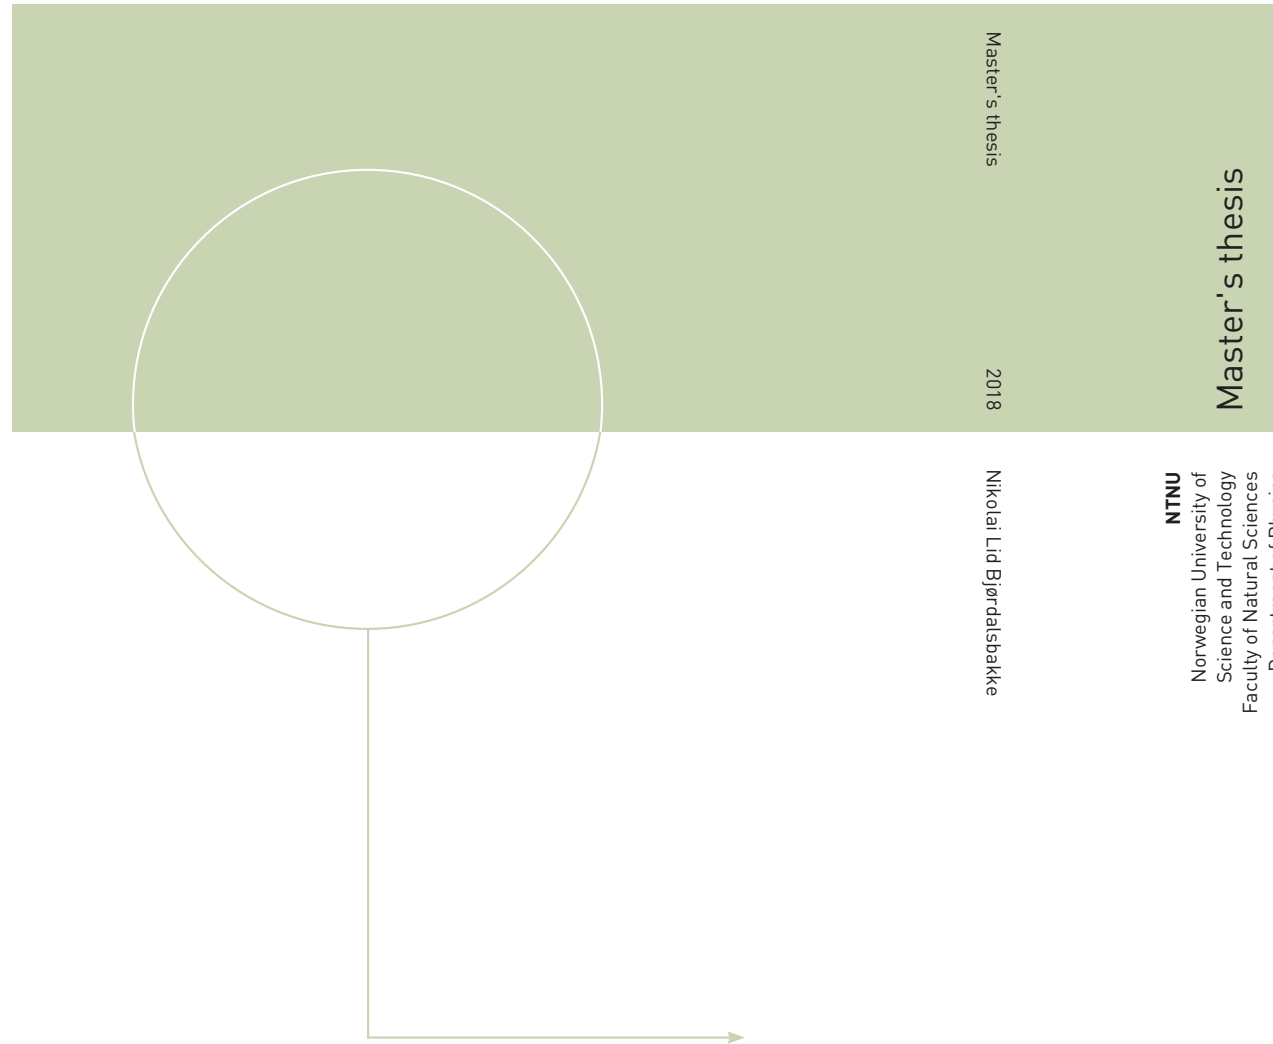 Master's thesis
2018
Nikolai Lid Bjørdalsbakke
Master's thesis
NTNU
Norwegian University of
Science and Technology
Faculty of Natural Sciences